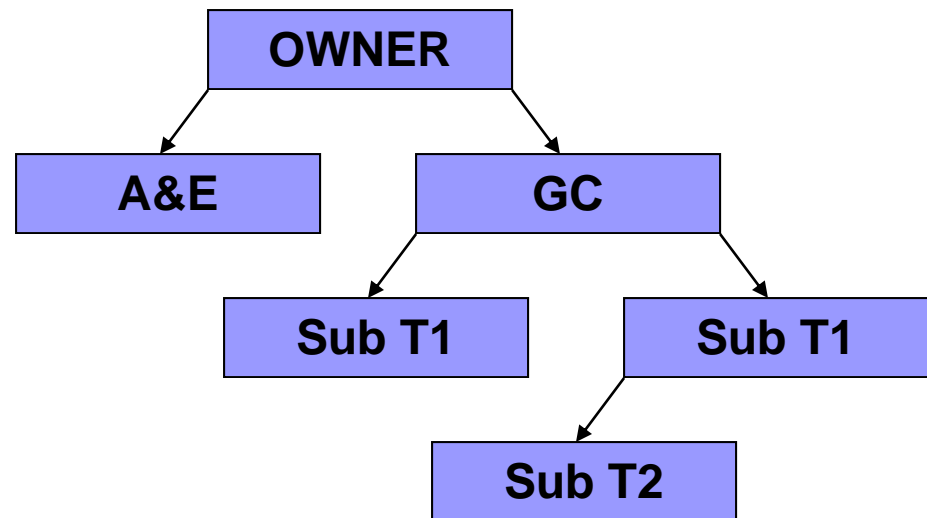 OWNER
A&E
GC
Sub T1
Sub T1
Sub T2